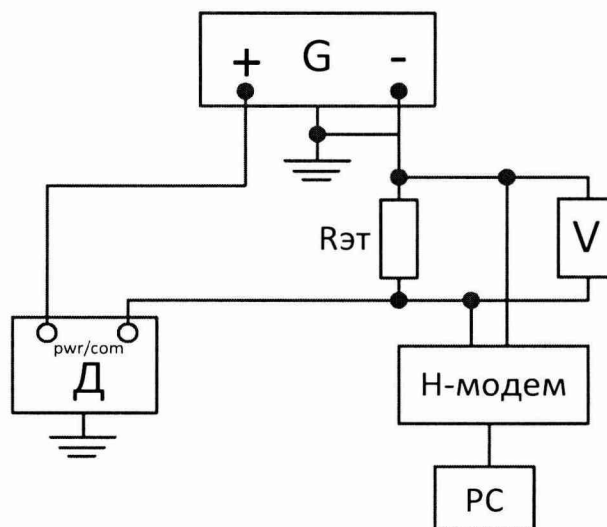 + G -
Rэт
V
pwr/com
Д
Н-модем
PC